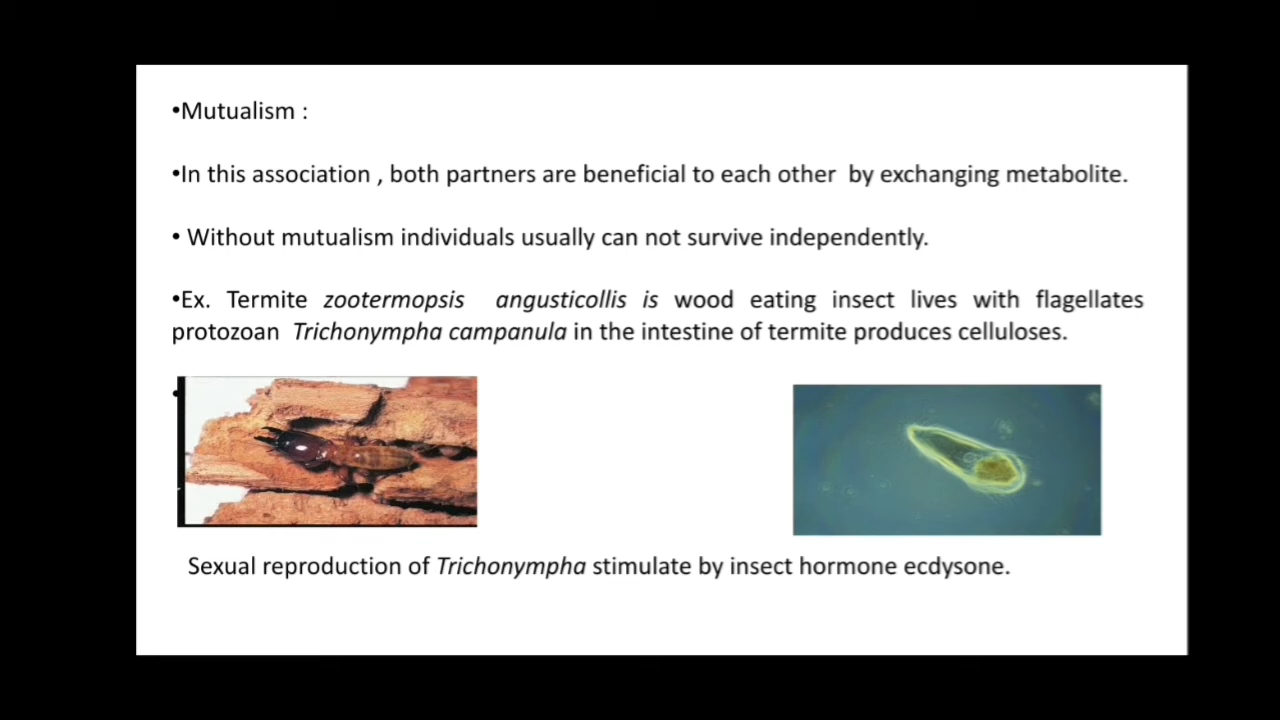 •Mutualism :
•In this association , both partners are beneficial to each other by exchanging metabolite.
• Without mutualism individuals usually can not survive independently.
•Ex. Termite zootermopsis angusticollis is wood eating insect lives with flagellates
protozoan Trichonympha campanula in the intestine of termite produces celluloses.
•
Sexual reproduction of Trichonympha stimulate by insect hormone ecdysone.